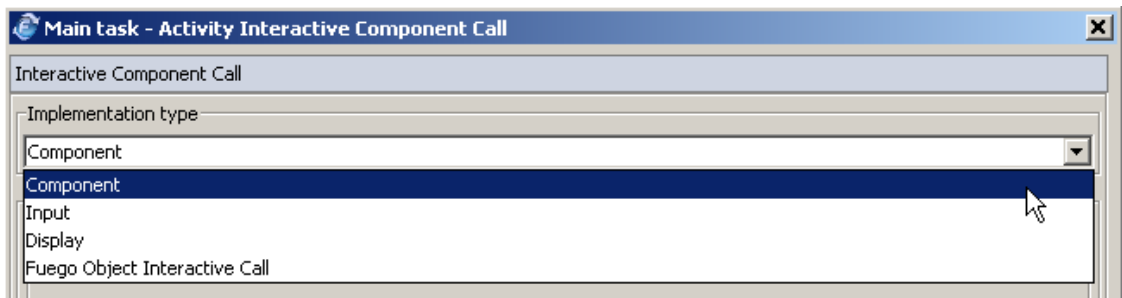 Main task - Activity Interactive Component Call
Interactive Component Call
Implementation type
Component
Component
Input
Display
Fuego Object Interactive Call